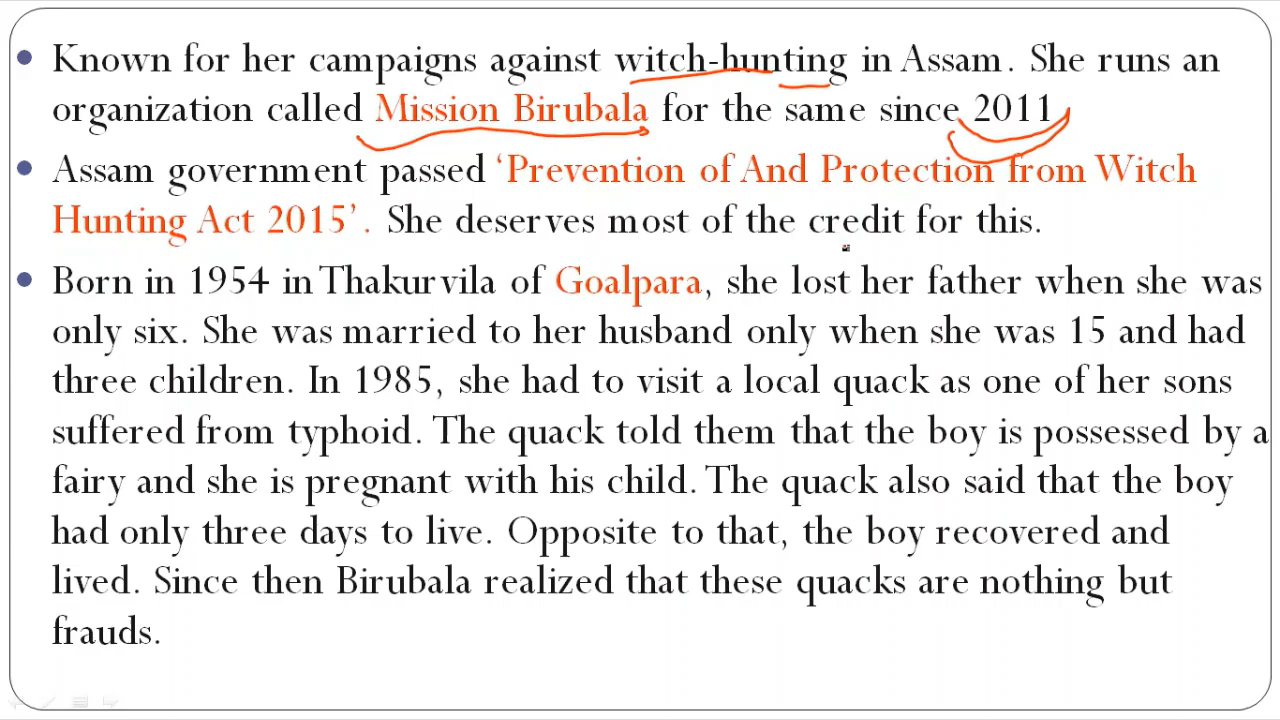 Known for her campaigns against witch-hunting in Assam. She runs an
organization called Mission Birubala for the same since 2011
Assam government passed ‘Prevention of And Protection from Witch
Hunting Act 2015’. She deserves most of the credit for this.
Born in 1954 in Thakurvila of Goalpara, she lost her father when she was
only six. She was married to her husband only when she was 15 and had
three children. In 1985, she had to visit a local quack as one of her sons
suffered from typhoid. The quack told them that the boy is possessed by a
fairy and she is pregnant with his child. The quack also said that the boy
had only three days to live. Opposite to that, the boy recovered and
lived. Since then Birubala realized that these quacks are nothing but
frauds.